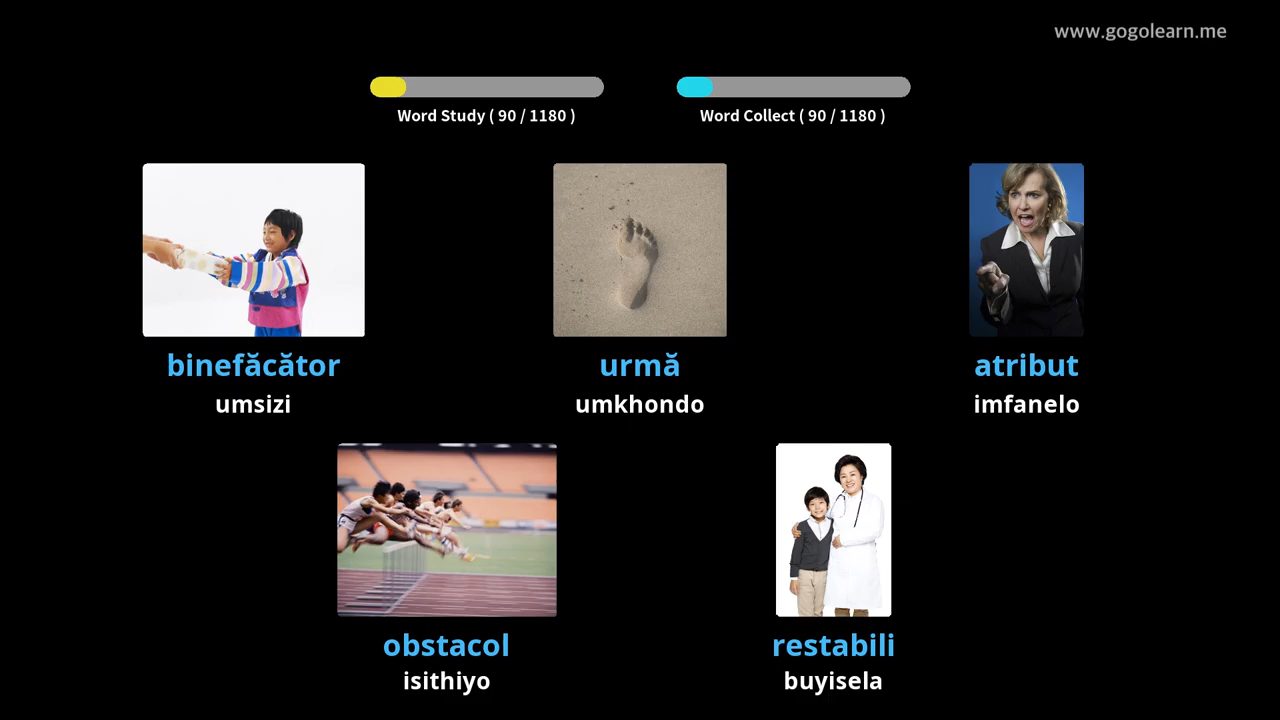 www.gogolearn.me
Word Study ( 90 / 1180 )
Word Collect ( 90 / 1180 )
binefăcător
umsizi
urmă
umkhondo
atribut
imfanelo
obstacol
isithiyo
restabili
buyisela